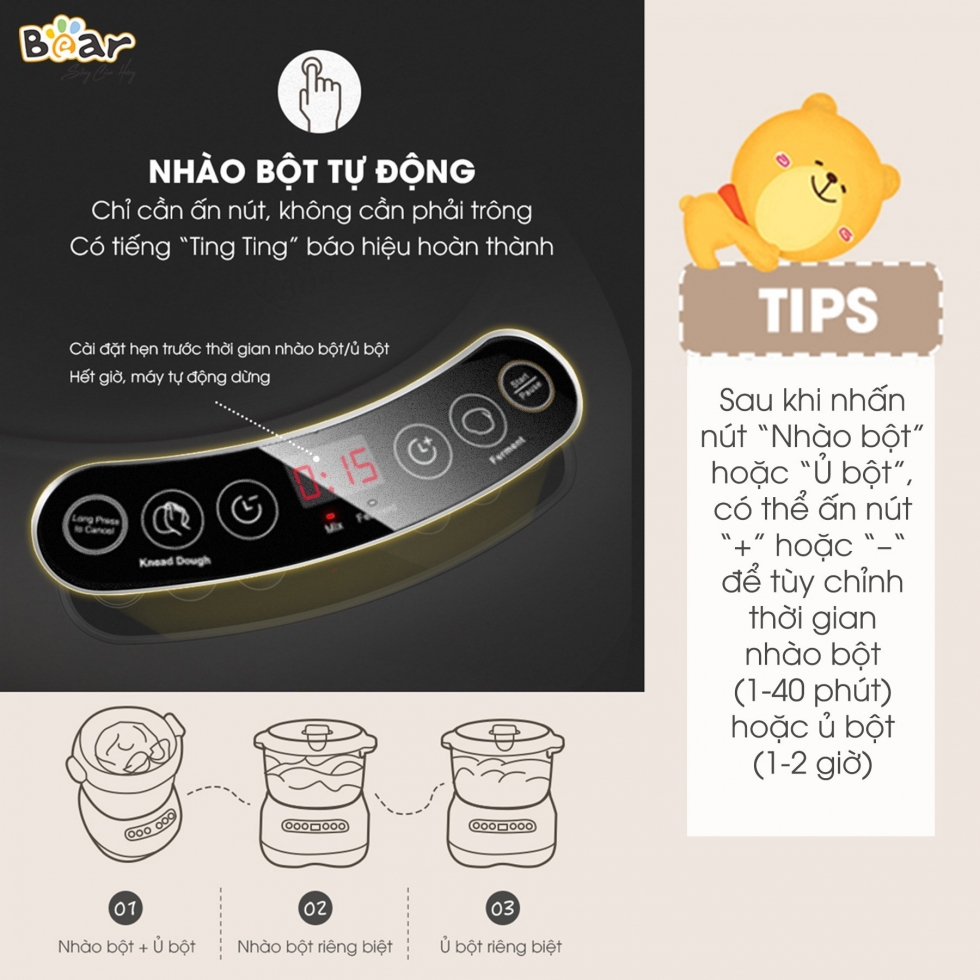 Bear
NHÀO BỘT TỰ ĐỘNG
Chỉ cần ấn nút, không cần phải trông
Có tiếng “Ting Ting” báo hiệu hoàn thành
Cài đặt hẹn trước thời gian nhào bột/ủ bột
Hết giờ, máy tự động dừng
Long Press
to Cancel
Knead Dough
0:15
Mix
Ferment
Start
Pause
TIPS
Sau khi nhấn
nút “Nhào bột”
hoặc “Ủ bột”,
có thể ấn nút
“+” hoặc “–“
để tùy chỉnh
thời gian
nhào bột
(1-40 phút)
hoặc ủ bột
(1-2 giờ)
01
Nhào bột + Ủ bột
02
Nhào bột riêng biệt
03
Ủ bột riêng biệt